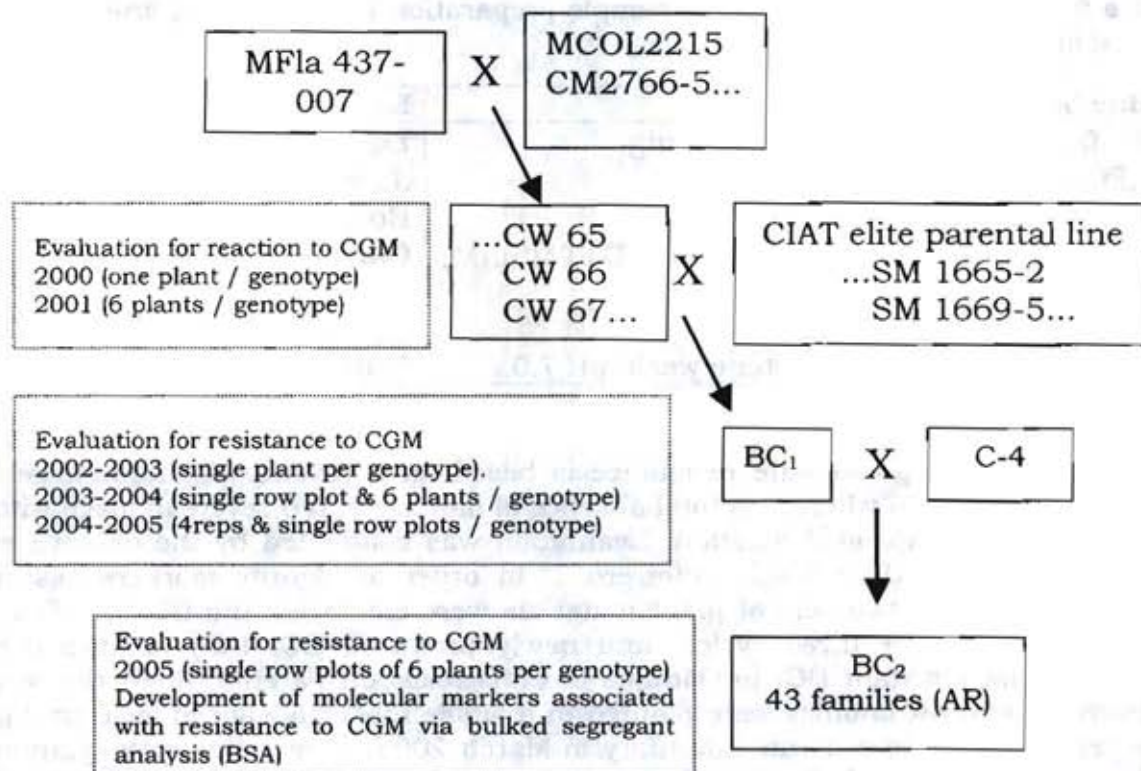 MFla 437-
007
X
MCOL2215
CM2766-5...
Evaluation for reaction to CGM
2000 (one plant / genotype)
2001 (6 plants / genotype)
...CW 65
CW 66
CW 67...
X
CIAT elite parental line
...SM 1665-2
SM 1669-5...
Evaluation for resistance to CGM
2002-2003 (single plant per genotype).
2003-2004 (single row plot & 6 plants / genotype)
2004-2005 (4reps & single row plots / genotype)
BC₁
X
C-4
Evaluation for resistance to CGM
2005 (single row plots of 6 plants per genotype)
Development of molecular markers associated
with resistance to CGM via bulked segregant
analysis (BSA)
BC₂
43 families (AR)